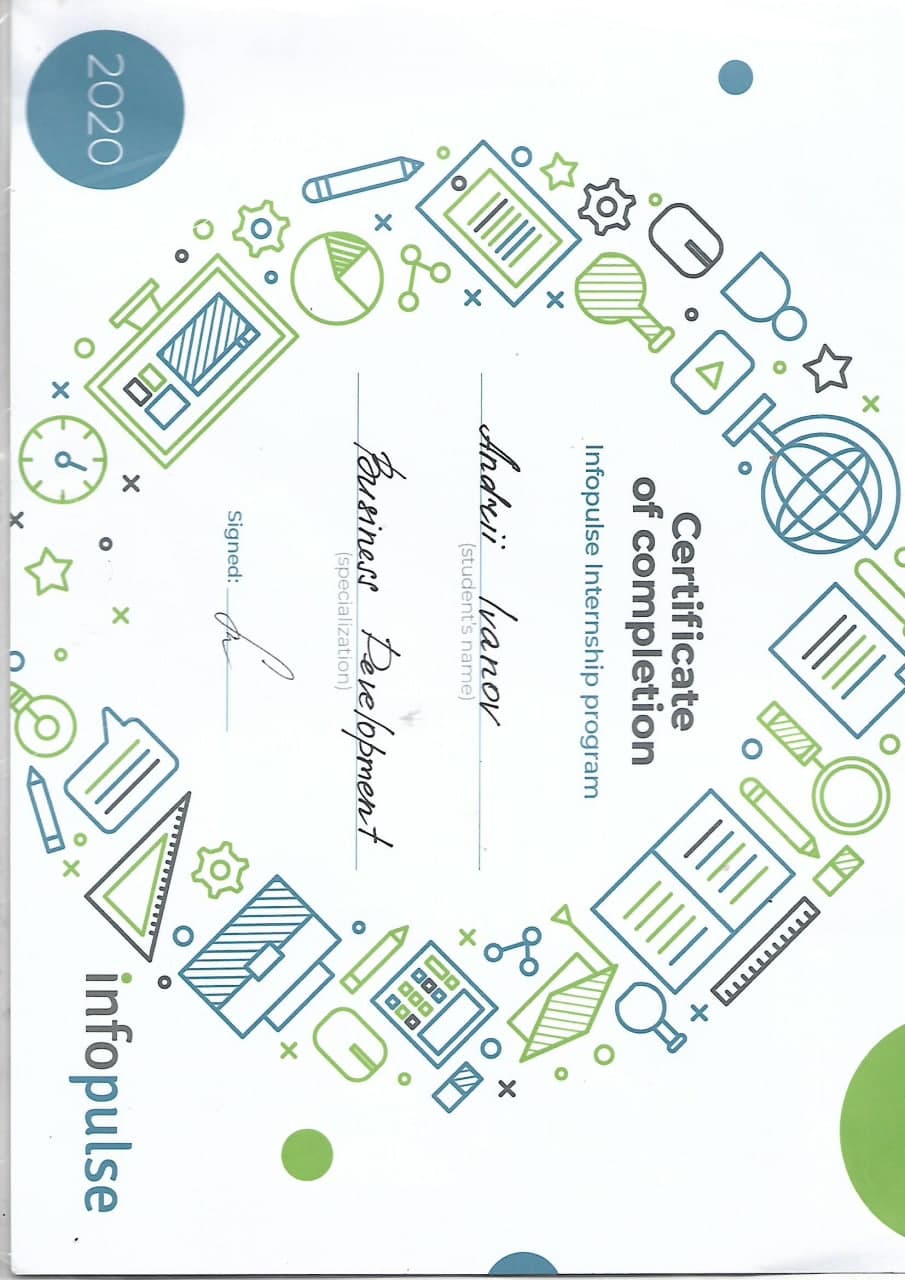 Certificate
of completion
Infopulse Internship program
Andrii Ivanov
(student's name)
Business Development
(specialization)
Signed:
2020
infopulse